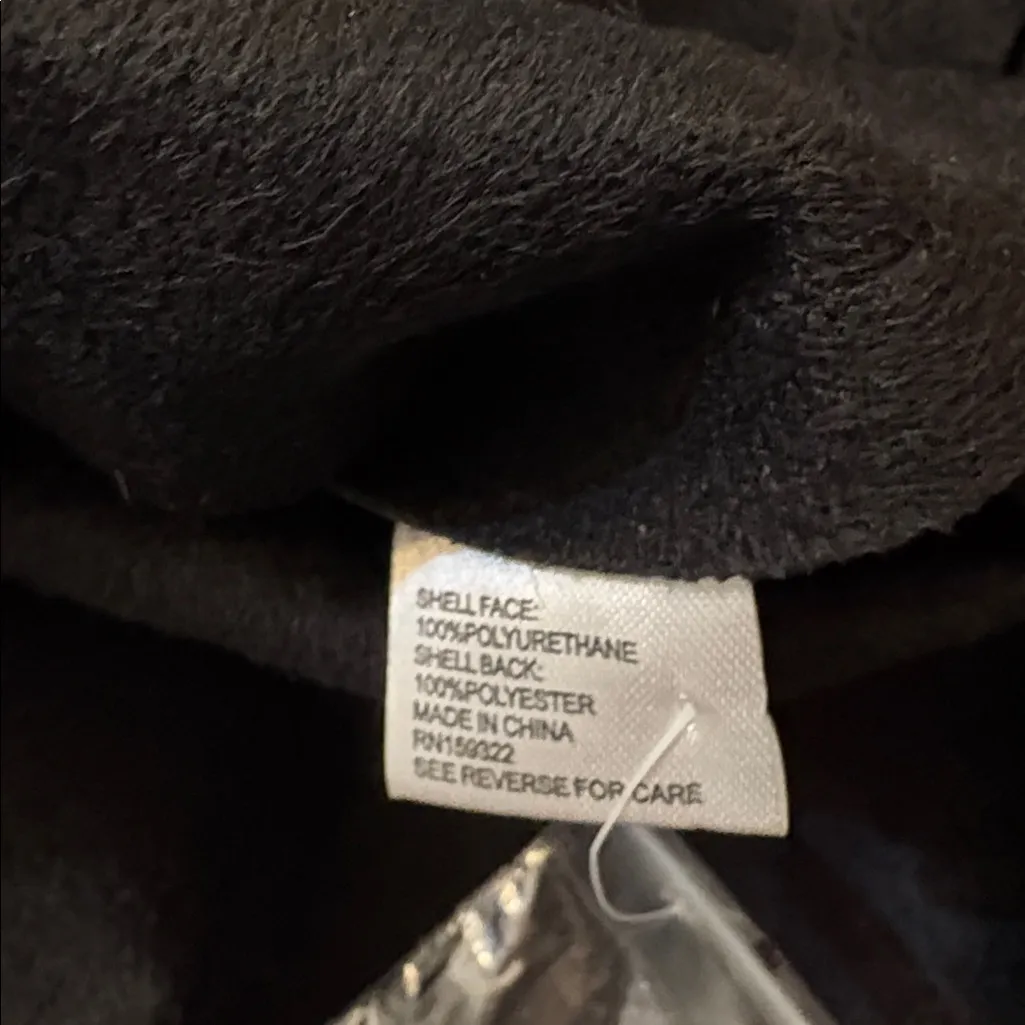 SHELL FACE:
100%POLYURETHANE
SHELL BACK:
100%POLYESTER
MADE IN CHINA
RN159322
SEE REVERSE FOR CARE